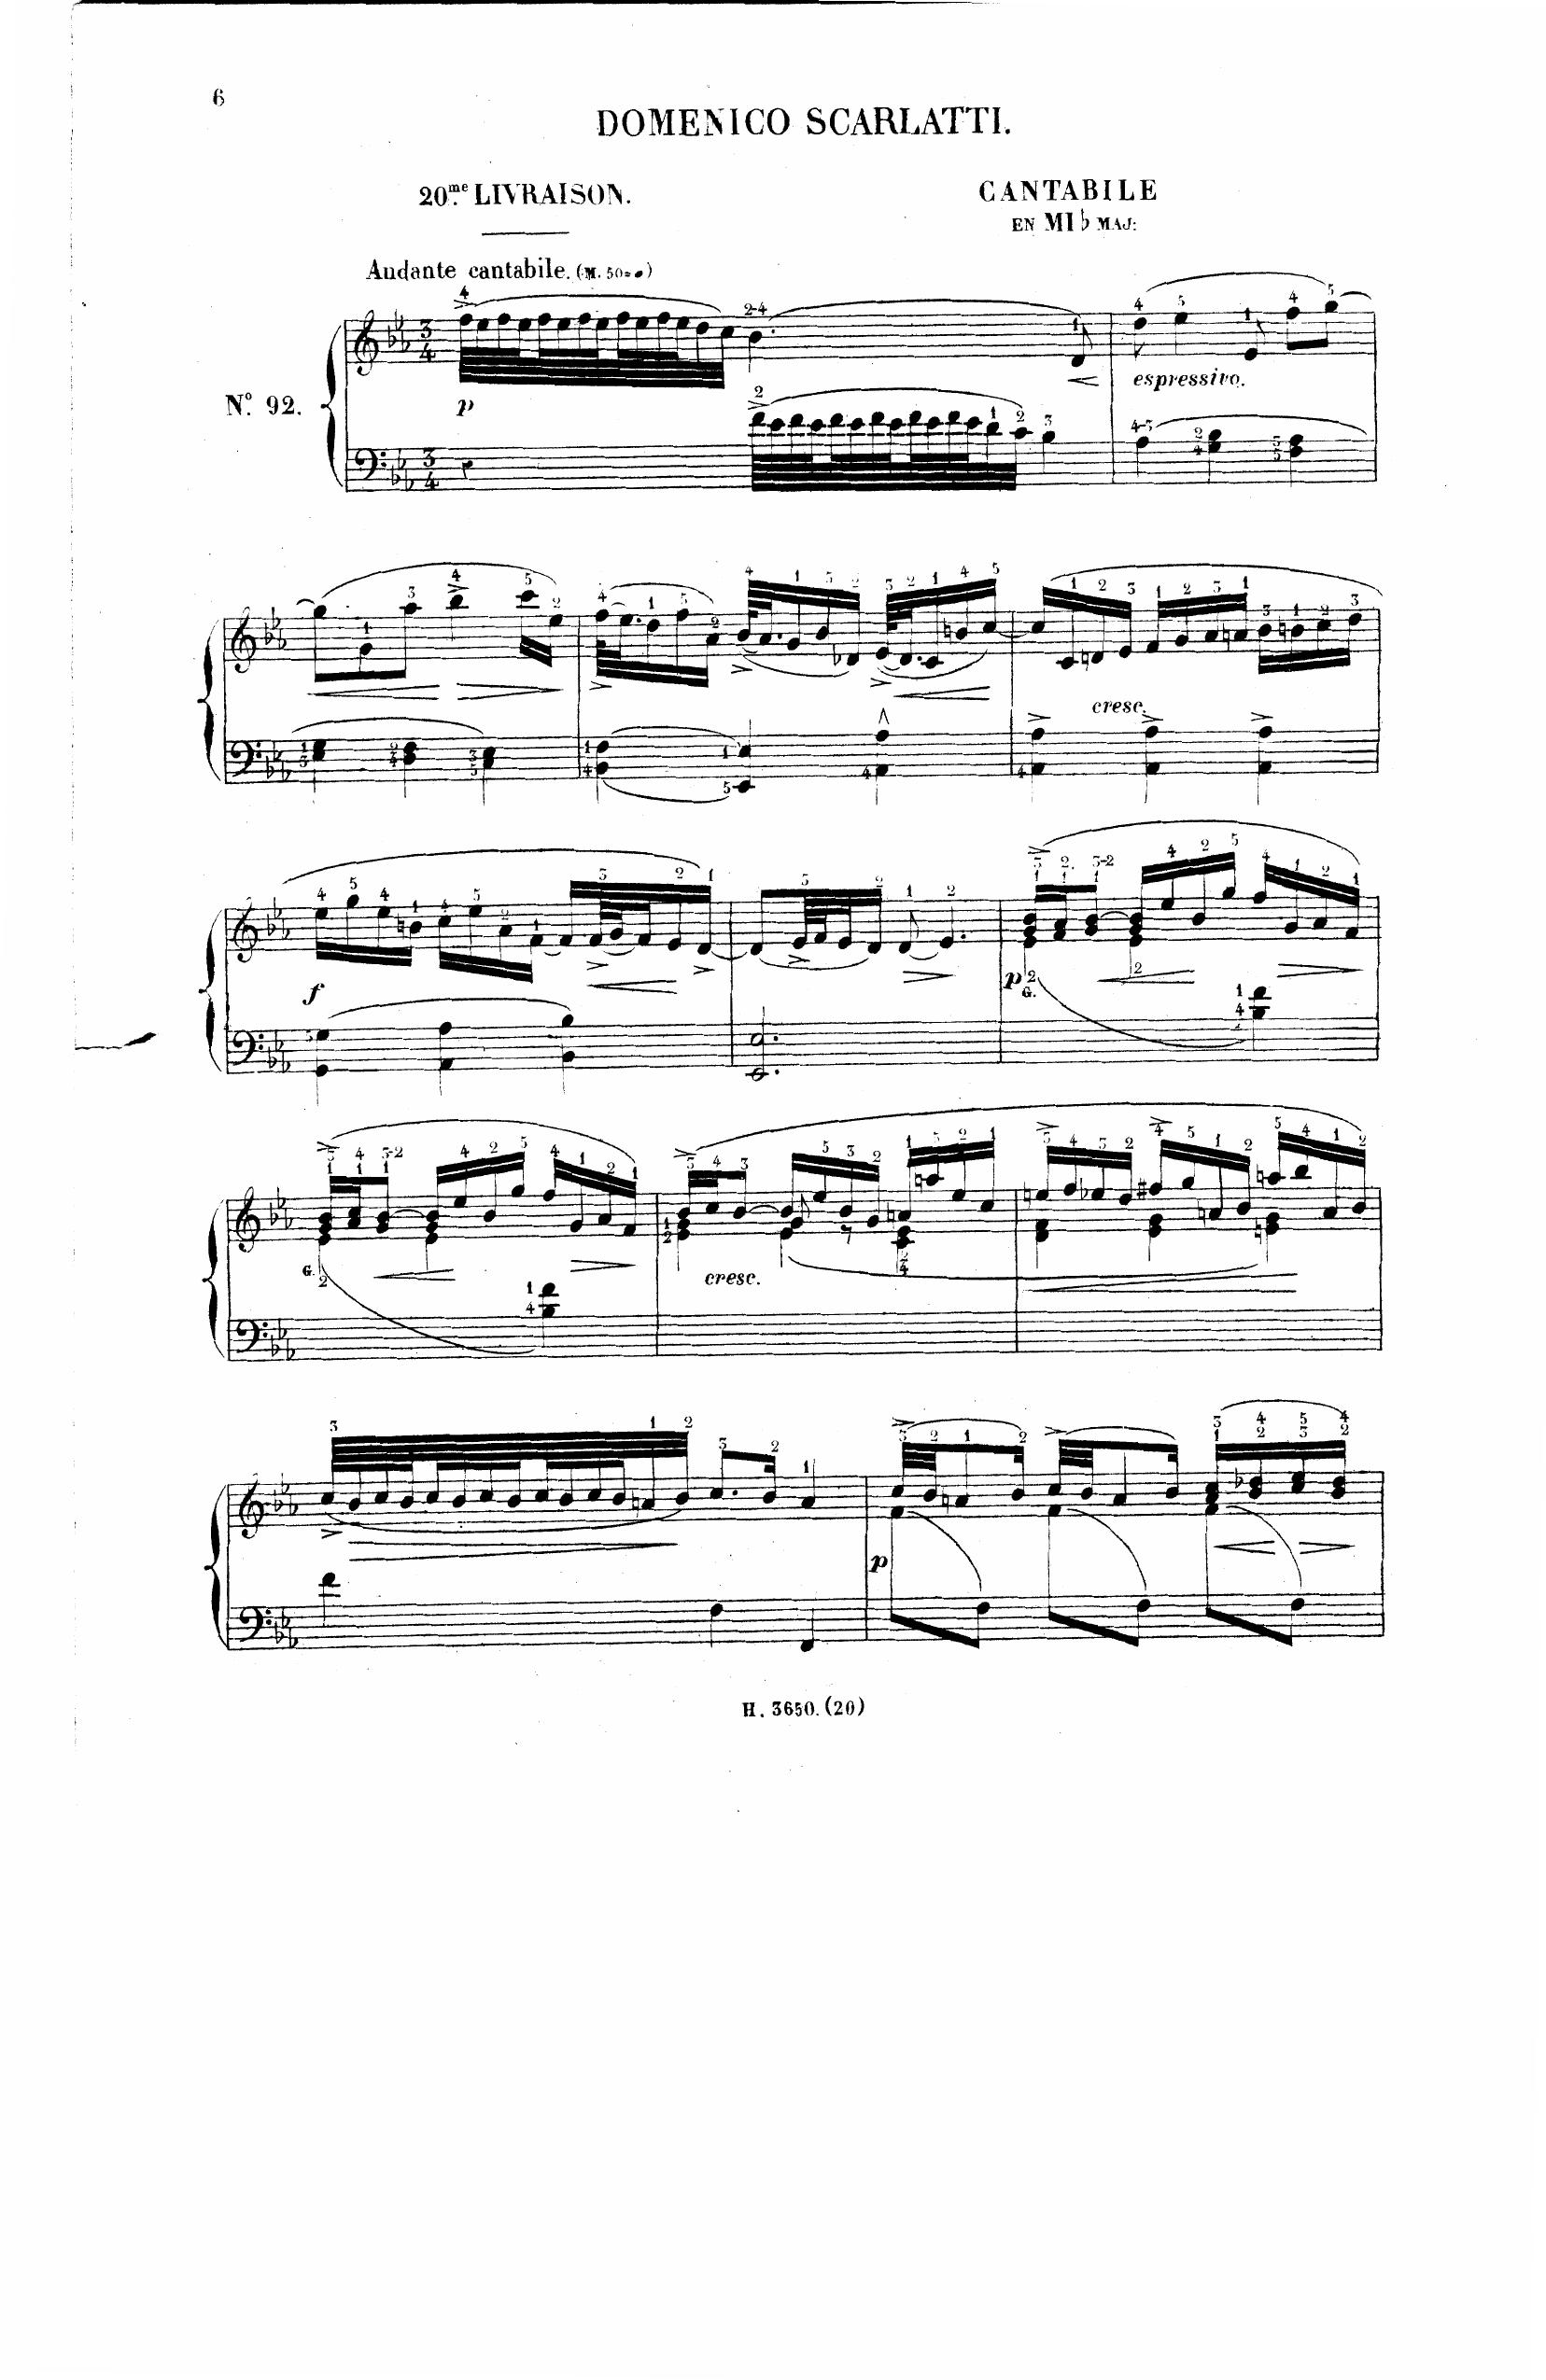 6
DOMENICO SCARLATTI.
20.me LIVRAISON.
CANTABILE
EN MI♭ MAJ:
Andante cantabile. (M. 50=♩)
N.º 92.
p
espressivo.
cresc.
f
p
G.
G.
cresc.
p
H. 3650. (20)